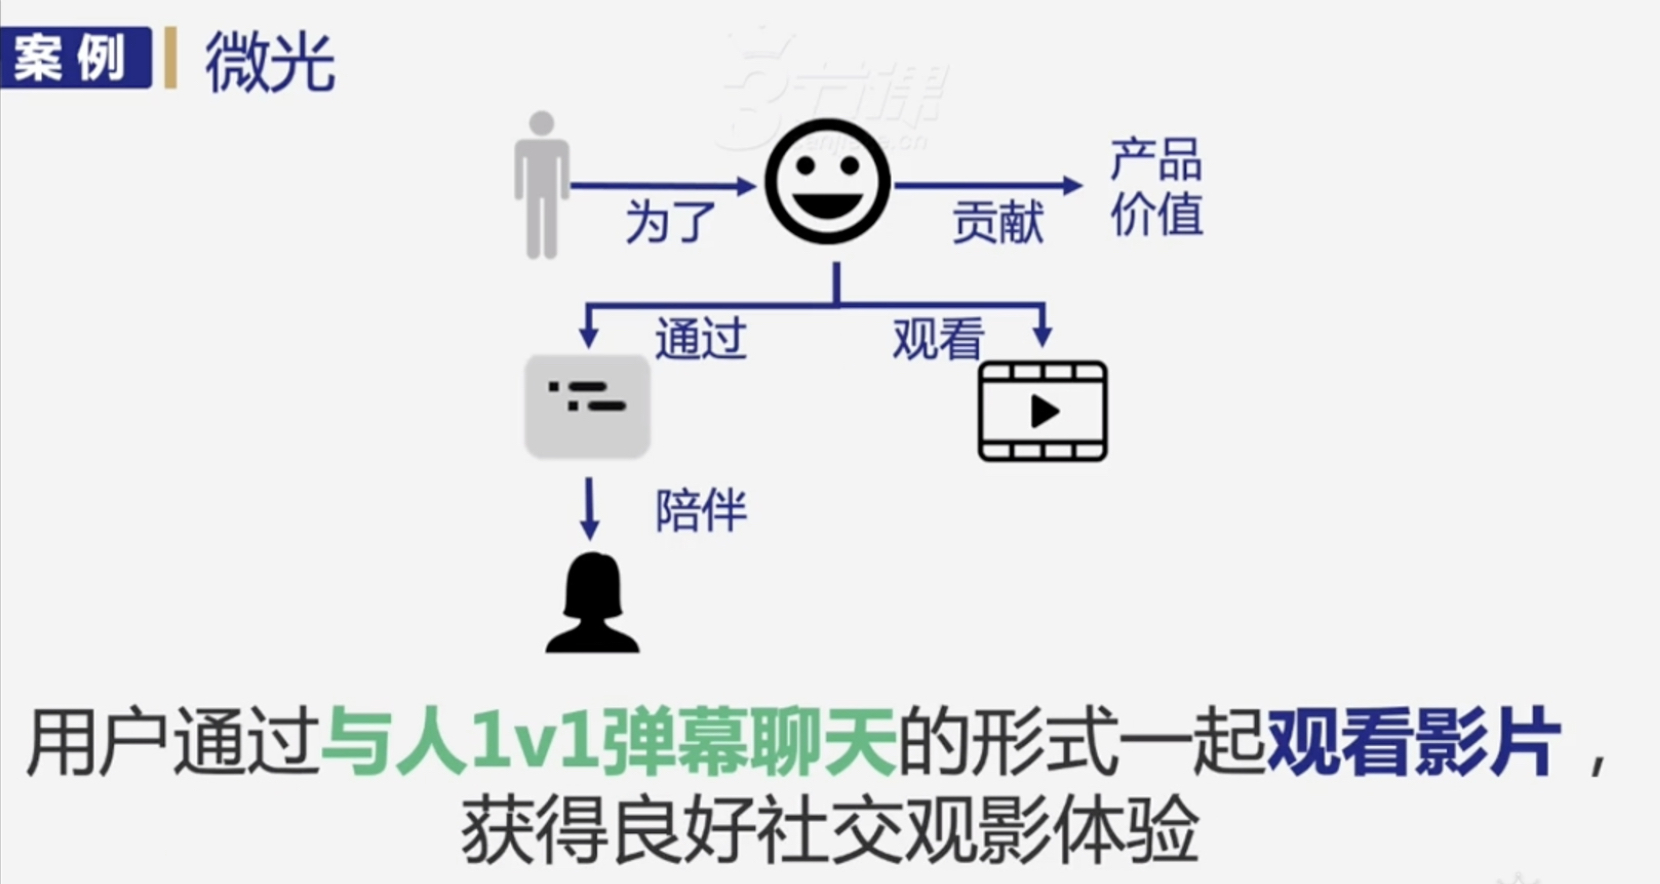 案例 微光
为了
贡献
产品
价值
通过
观看
陪伴
用户通过与人1v1弹幕聊天的形式一起观看影片，
获得良好社交观影体验